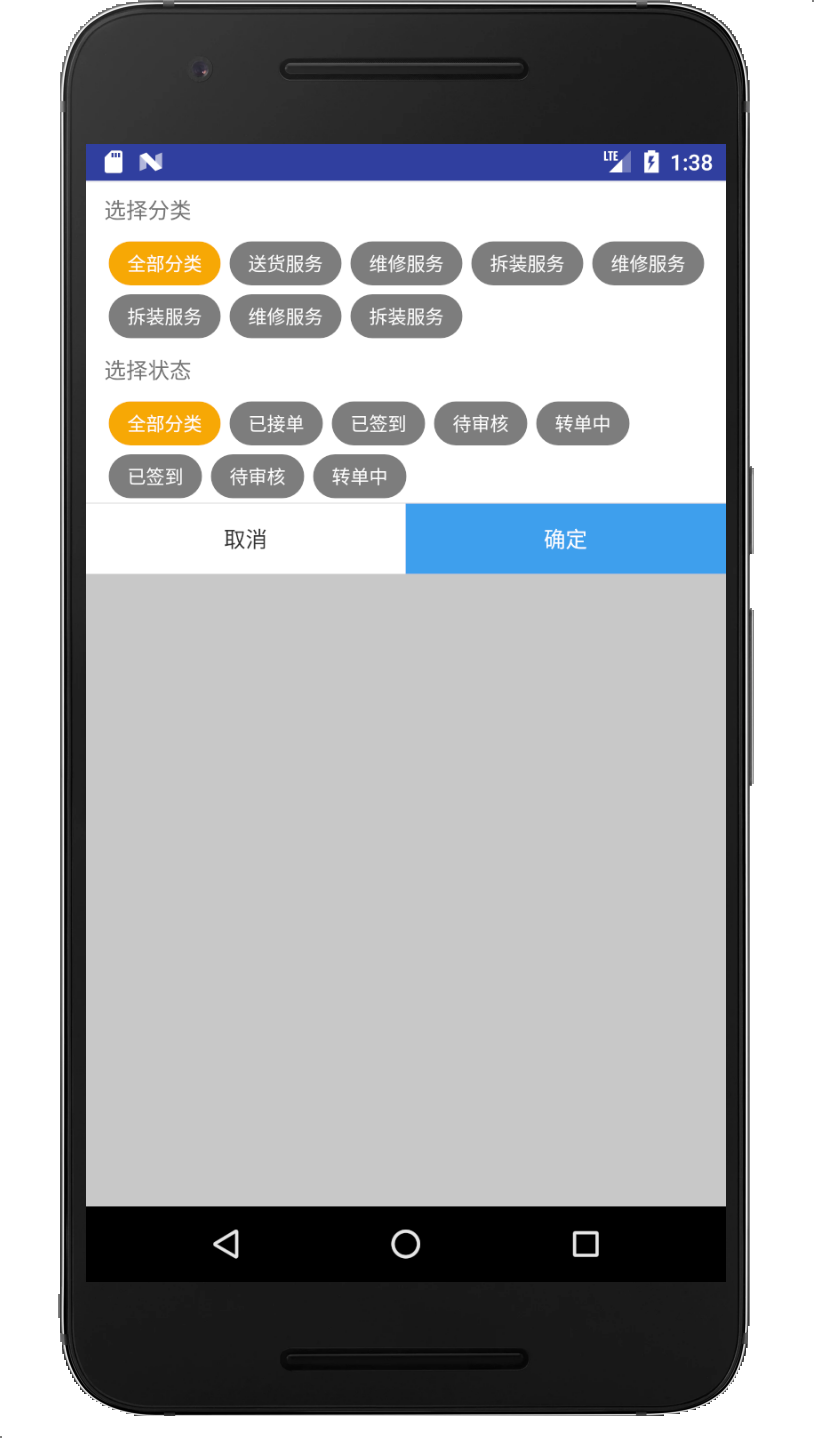 LTE 1:38
选择分类
全部分类 送货服务 维修服务 拆装服务 维修服务
拆装服务 维修服务 拆装服务
选择状态
全部分类 已接单 已签到 待审核 转单中
已签到 待审核 转单中
取消 确定